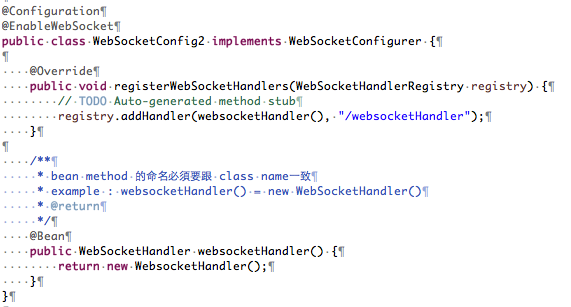 @Configuration
@EnableWebSocket
public class WebSocketConfig2 implements WebSocketConfigurer {

    @Override
    public void registerWebSocketHandlers(WebSocketHandlerRegistry registry) {
        // TODO Auto-generated method stub
        registry.addHandler(websocketHandler(), "/websocketHandler");
    }

    /**
     * bean method 的命名必須要跟 class name一致
     * example : websocketHandler() = new WebSocketHandler()
     * @return
     */
    @Bean
    public WebSocketHandler websocketHandler() {
        return new WebsocketHandler();
    }
}